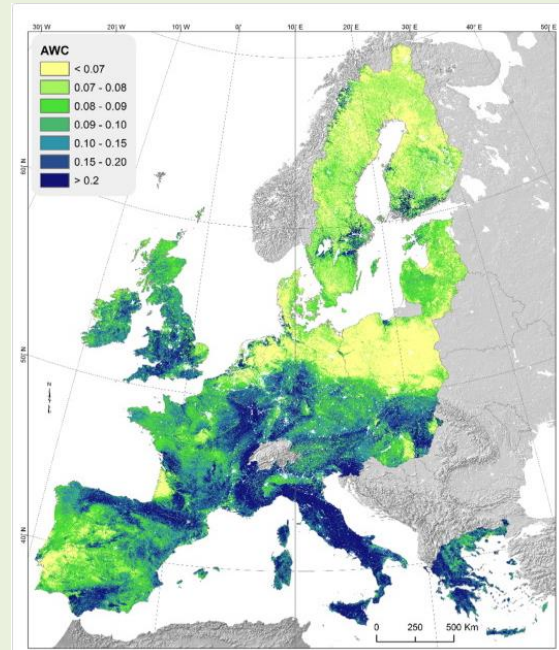 30° W
20° W
10° W
0°
10° E
20° E
30° E
40° E
50° E
AWC
< 0.07
0.07 - 0.08
0.08 - 0.09
0.09 - 0.10
0.10 - 0.15
0.15 - 0.20
> 0.2
60° N
50° N
40° N
0 250 500 Km